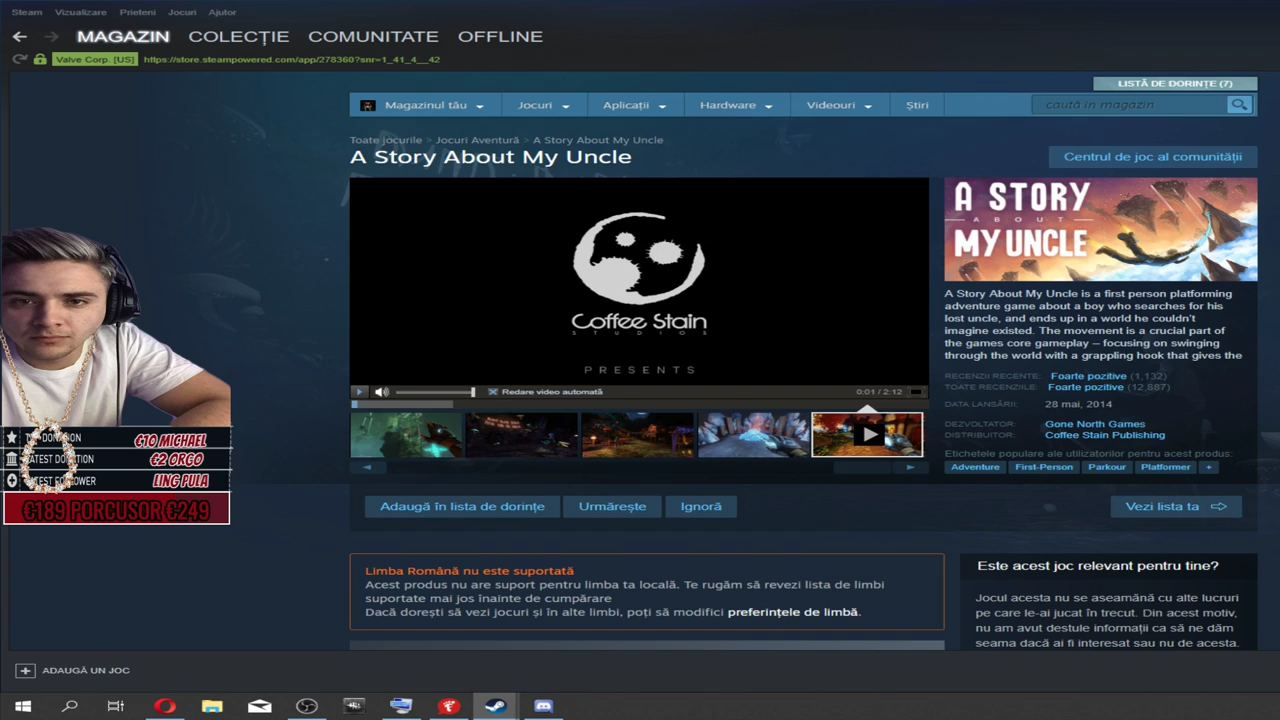 Steam Vizualizare Prieteni Jocuri Ajutor
MAGAZIN COLECȚIE COMUNITATE OFFLINE
Valve Corp. [US] https://store.steampowered.com/app/278360?snr=1_41_4__42
LISTĂ DE DORINȚE (7)
Magazinul tău Jocuri Aplicații Hardware Videouri Știri caută în magazin
Toate jocurile > Jocuri Aventură > A Story About My Uncle
A Story About My Uncle
Centrul de joc al comunității
Coffee Stain
STUDIOS
PRESENTS
Redare video automată 0:01 / 2:12
A STORY
ABOUT
MY UNCLE
A Story About My Uncle is a first person platforming
adventure game about a boy who searches for his
lost uncle, and ends up in a world he couldn't
imagine existed. The movement is a crucial part of
the games core gameplay – focusing on swinging
through the world with a grappling hook that gives the
RECENZII RECENTE: Foarte pozitive (1,132)
TOATE RECENZIILE: Foarte pozitive (12,887)
DATA LANSĂRII: 28 mai, 2014
DEZVOLTATOR: Gone North Games
DISTRIBUITOR: Coffee Stain Publishing
Etichetele populare ale utilizatorilor pentru acest produs:
Adventure First-Person Parkour Platformer +
DONATION €10 MICHAEL
LATEST DONATION €2 ORGO
LATEST FOLLOWER LING PULA
€189 PORCUSOR €249
Adaugă în lista de dorințe Urmărește Ignoră Vezi lista ta
Limba Română nu este suportată
Acest produs nu are suport pentru limba ta locală. Te rugăm să revezi lista de limbi
suportate mai jos înainte de cumpărare
Dacă dorești să vezi jocuri și în alte limbi, poți să modifici preferințele de limbă.
Este acest joc relevant pentru tine?
Jocul acesta nu se aseamănă cu alte lucruri
pe care le-ai jucat în trecut. Din acest motiv,
nu am avut destule informații ca să ne dăm
seama dacă ai fi interesat sau nu de acesta.
ADAUGĂ UN JOC